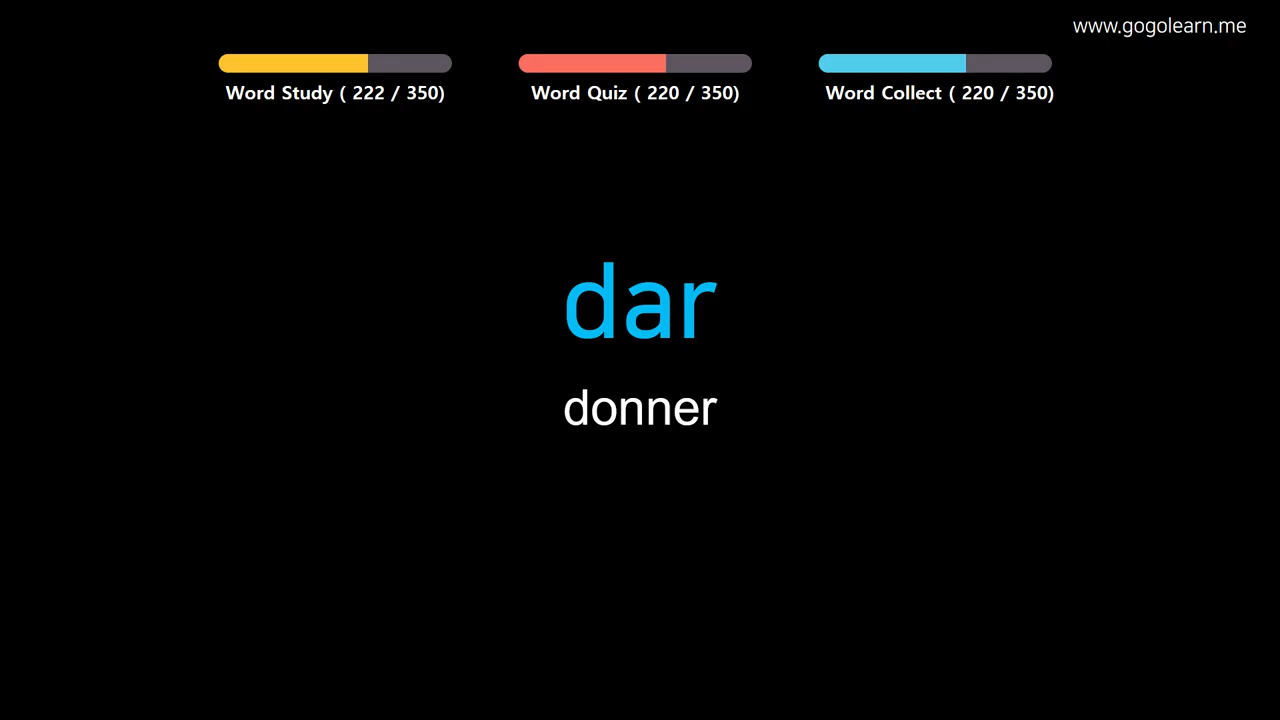 www.gogolearn.me
Word Study ( 222 / 350)
Word Quiz ( 220 / 350)
Word Collect ( 220 / 350)
dar
donner